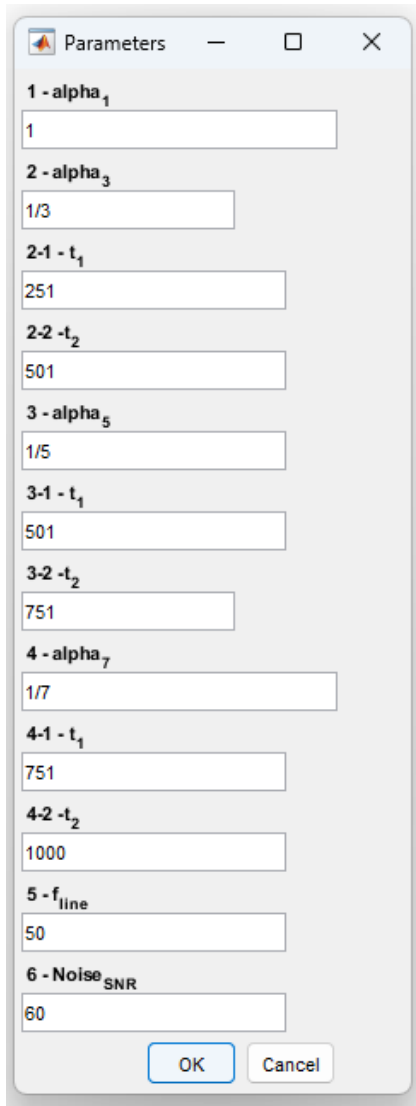 Parameters
1 - alpha1
1
2 - alpha3
1/3
2-1 - t1
251
2-2 -t2
501
3 - alpha5
1/5
3-1 - t1
501
3-2 -t2
751
4 - alpha7
1/7
4-1 - t1
751
4-2 -t2
1000
5 - fline
50
6 - NoiseSNR
60
OK Cancel